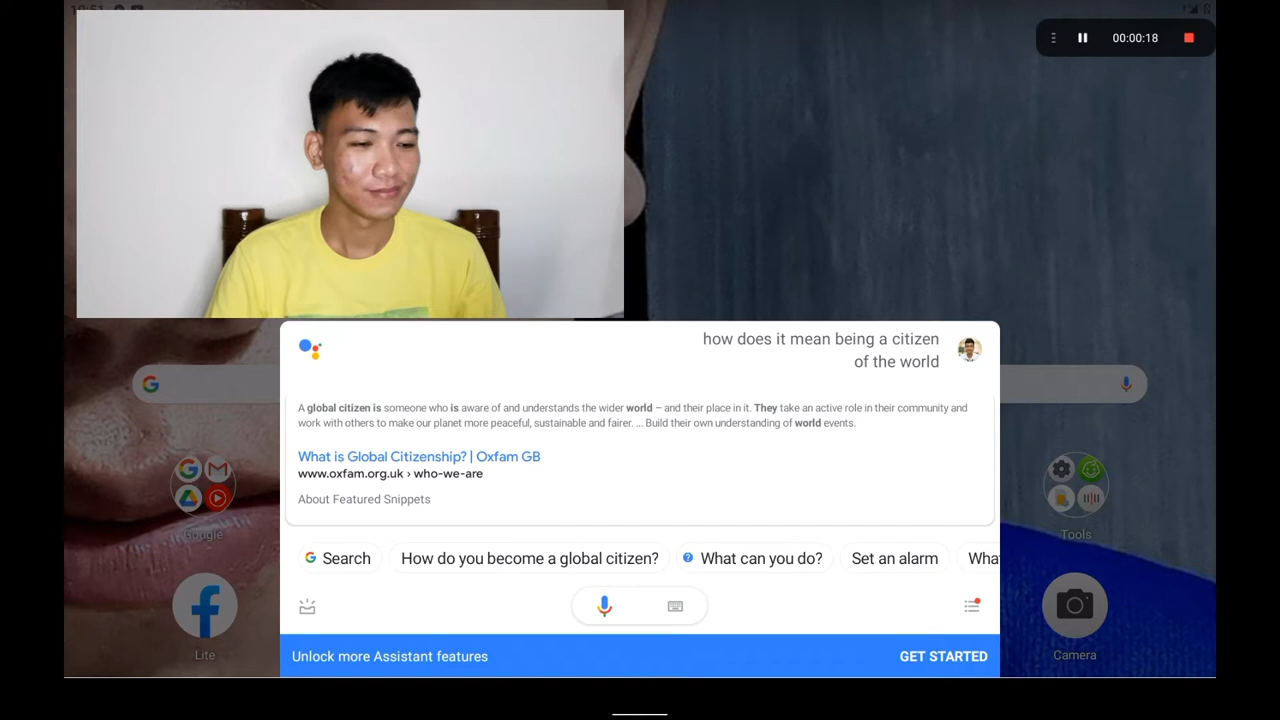 00:00:18
how does it mean being a citizen
of the world
A global citizen is someone who is aware of and understands the wider world – and their place in it. They take an active role in their community and
work with others to make our planet more peaceful, sustainable and fairer. ... Build their own understanding of world events.
What is Global Citizenship? | Oxfam GB
www.oxfam.org.uk › who-we-are
About Featured Snippets
Google
Tools
Search
How do you become a global citizen?
What can you do?
Set an alarm
Wha
Unlock more Assistant features
GET STARTED
Lite
Camera